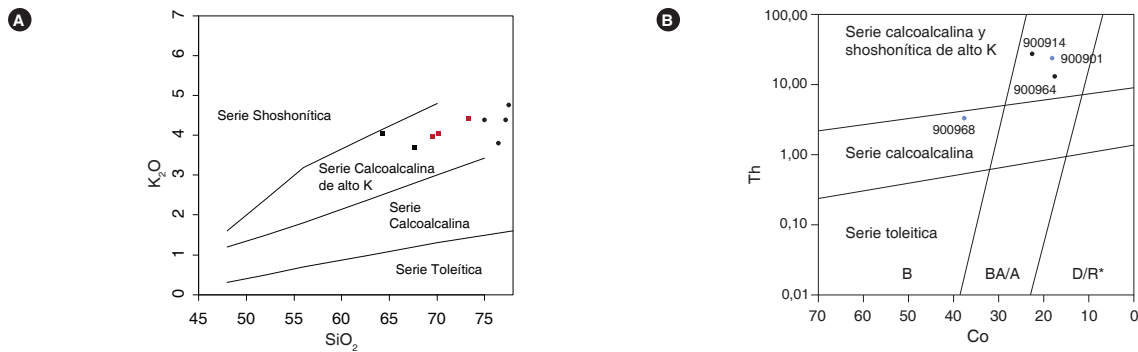 A
7
6
5
4
3
2
1
0
K2O
45
50
55
60
65
70
75
SiO2
Serie Shoshonítica
Serie Calcoalcalina
de alto K
Serie
Calcoalcalina
Serie Toleítica
B
100,00
10,00
1,00
0,10
0,01
Th
70
60
50
40
30
20
10
0
Co
Serie calcoalcalina y
shoshonítica de alto K
900914
900901
900964
900968
Serie calcoalcalina
Serie toleitica
B
BA/A
D/R*